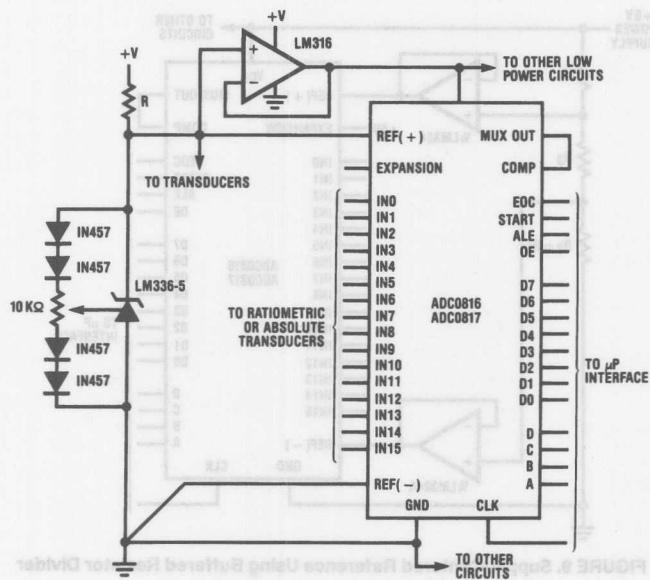 +V
LM316
+V
+
−
TO OTHER LOW
POWER CIRCUITS
R
REF(+)
MUX OUT
EXPANSION
COMP
TO TRANSDUCERS
IN0
EOC
IN1
START
IN2
ALE
IN3
OE
IN4
IN457
IN5
D7
IN457
IN6
D6
LM336-5
IN7
D5
10 KΩ
IN8
D4
IN9
D3
IN10
D2
IN11
D1
IN12
D0
IN13
IN14
D
IN15
C
B
A
TO RATIOMETRIC
OR ABSOLUTE
TRANSDUCERS
ADC0816
ADC0817
TO μP
INTERFACE
IN457
IN457
REF(−)
GND
CLK
TO OTHER
CIRCUITS